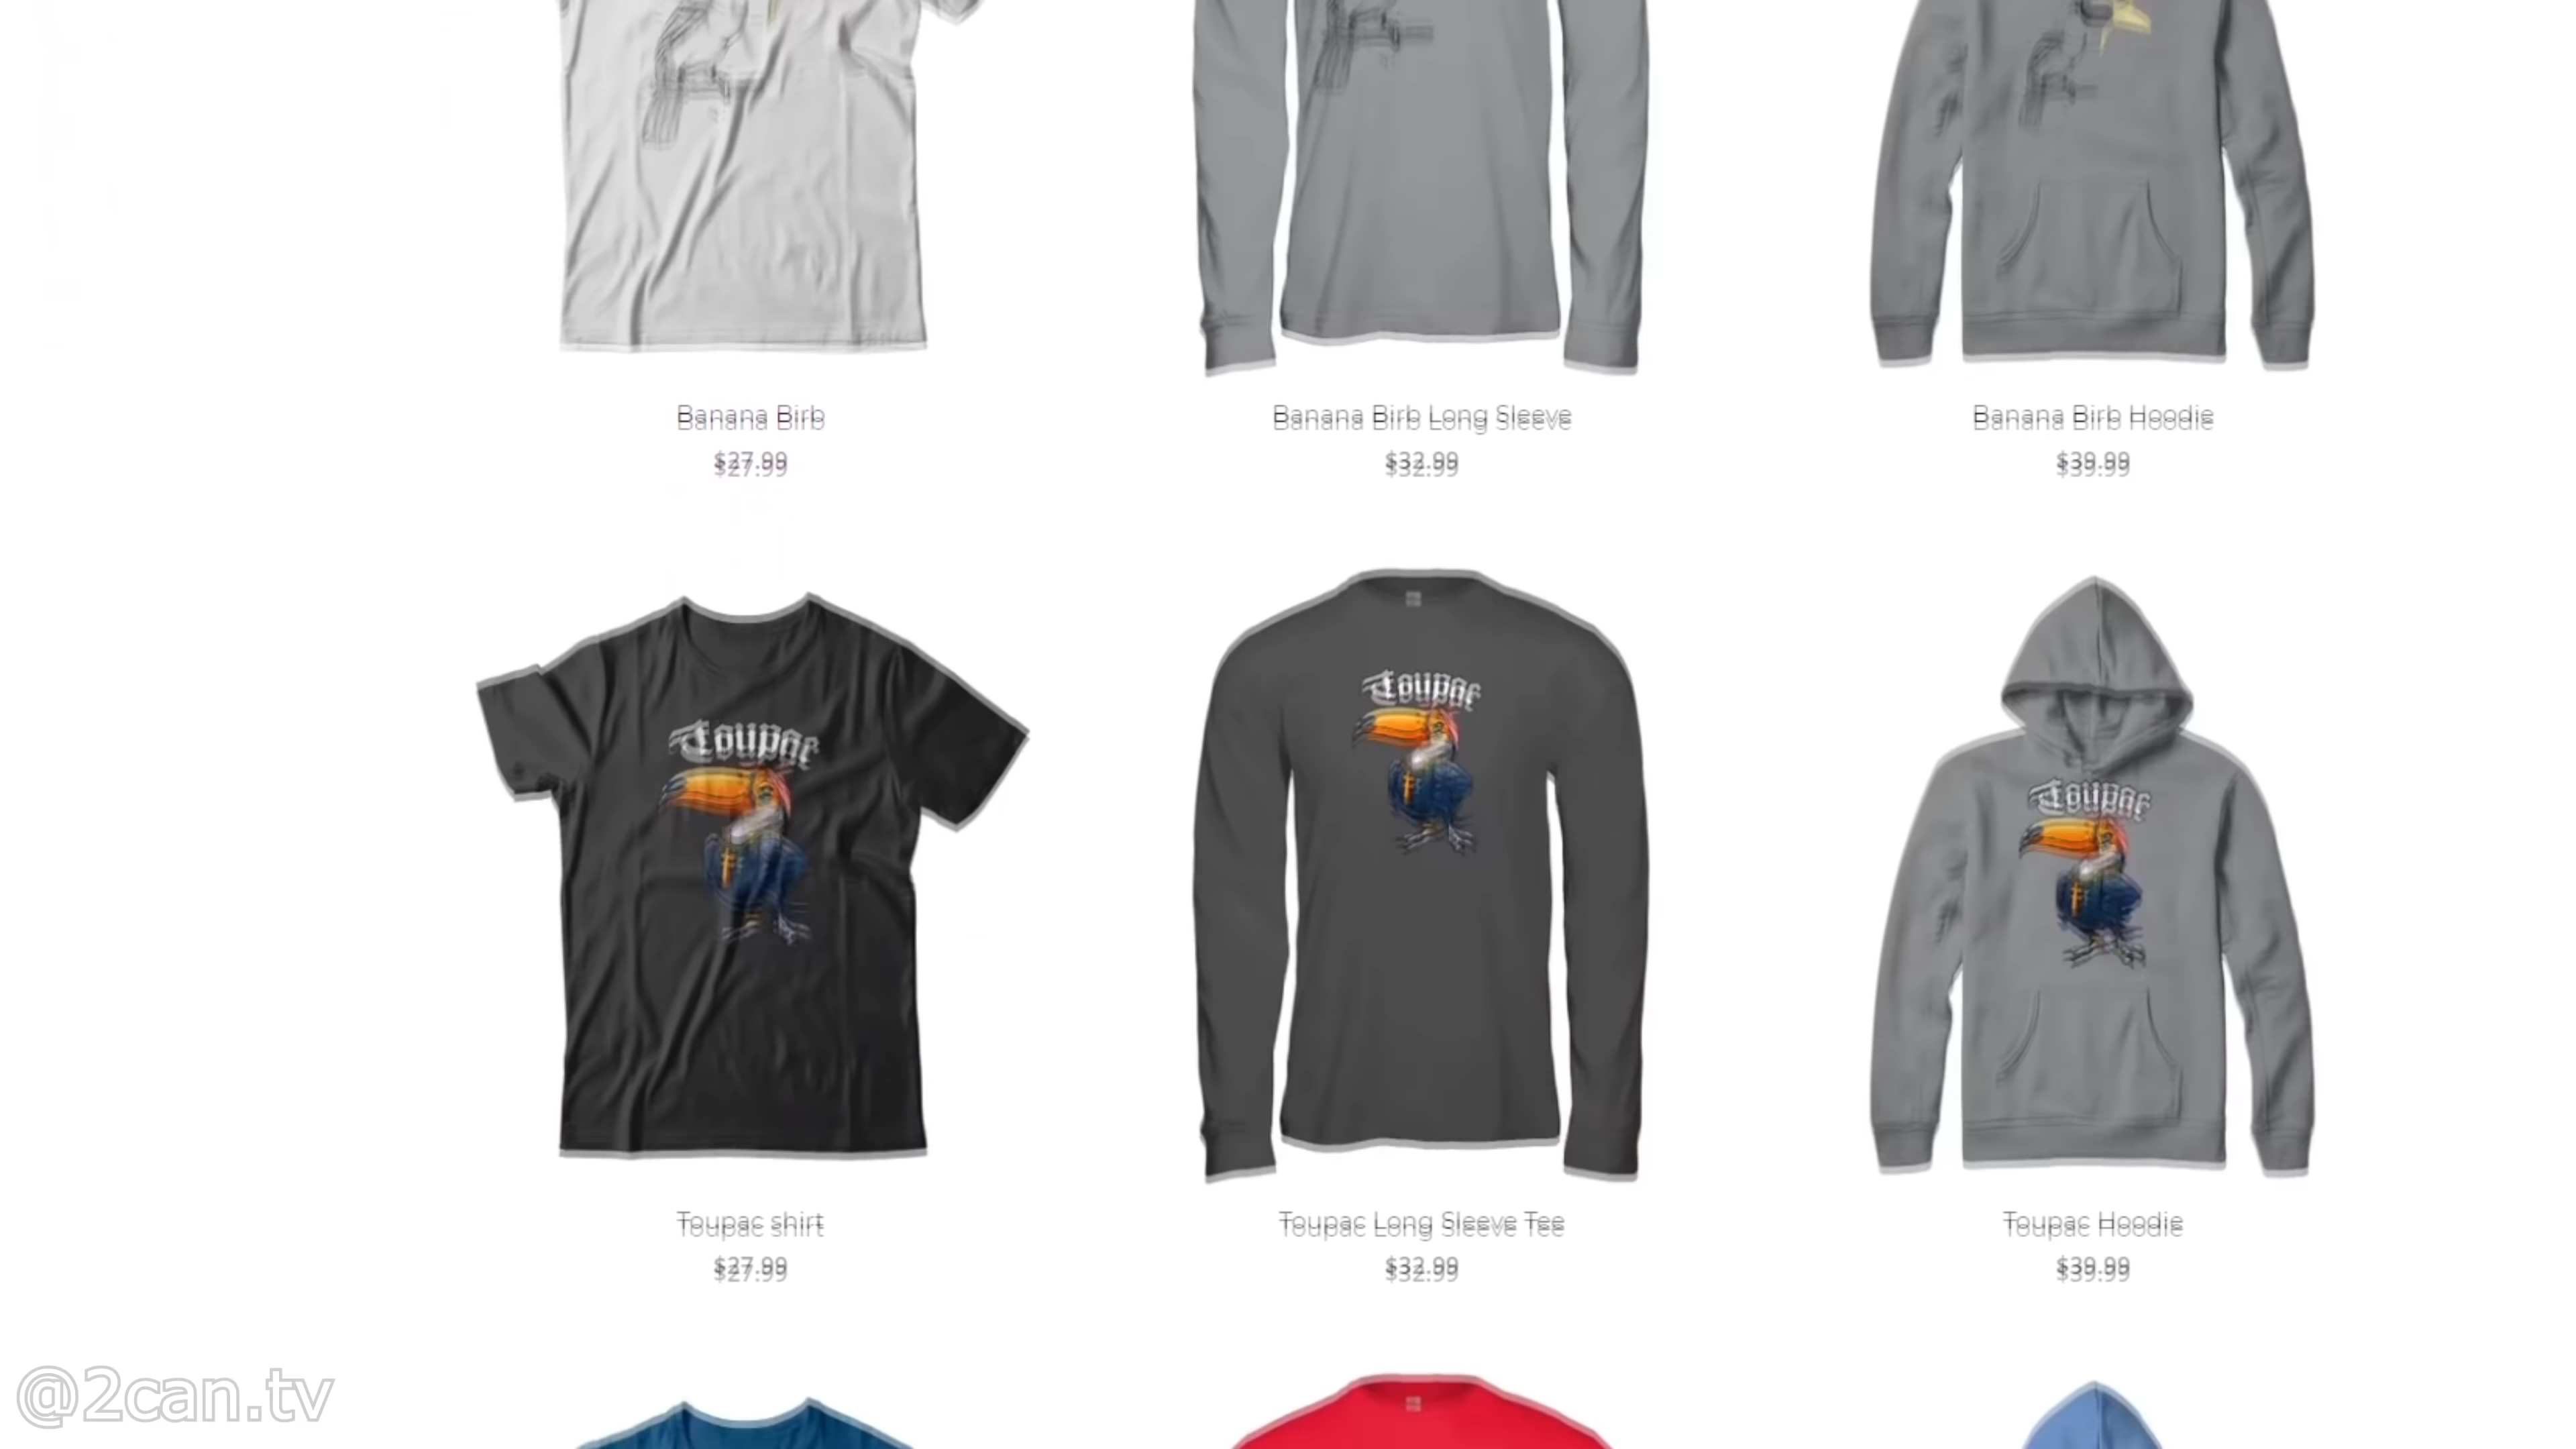 Banana Birb
$27.99
Banana Birb Long Sleeve
$32.99
Banana Birb Hoodie
$39.99
Toupac
Toupac
Toupac
Toupac shirt
$27.99
Toupac Long Sleeve Tee
$32.99
Toupac Hoodie
$39.99
@2can.tv